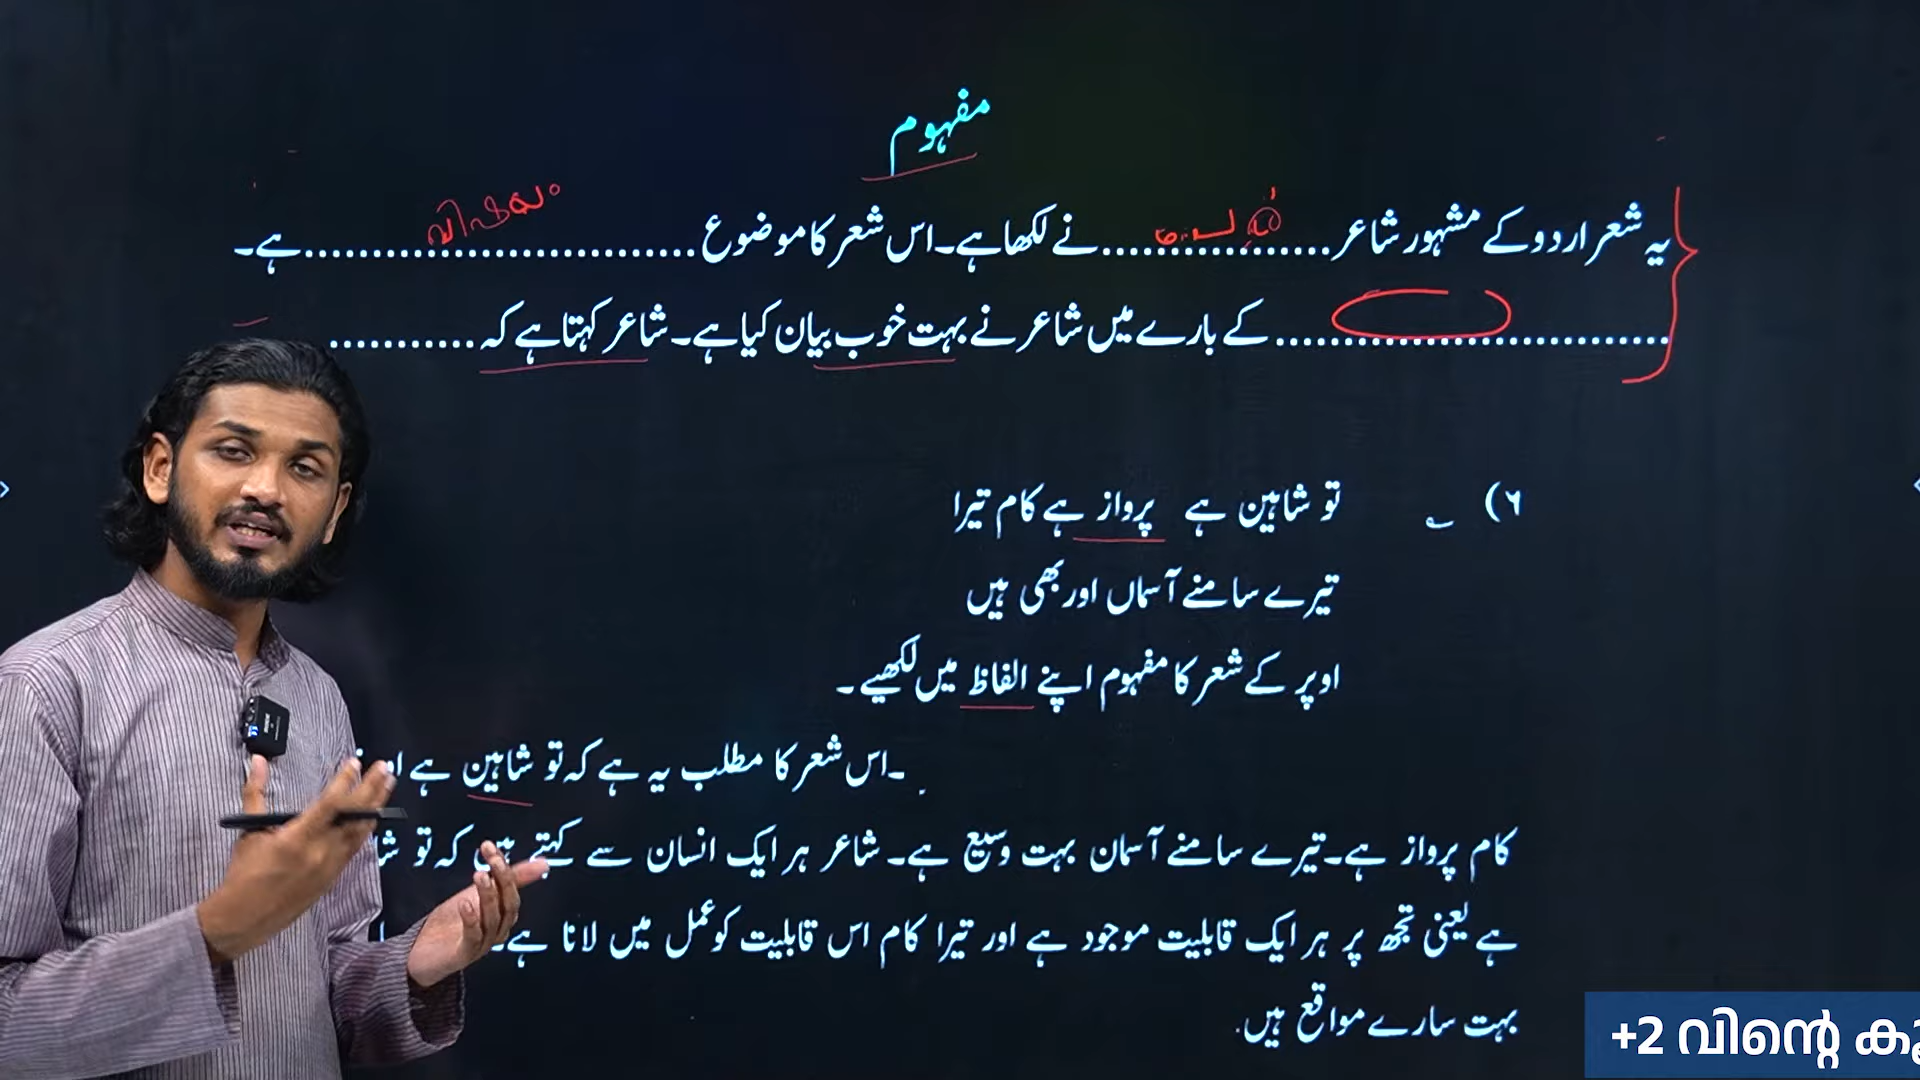 مفہوم
یہ شعر اردو کے مشہور شاعر .................. نے لکھا ہے۔ اس شعر کا موضوع .............................. ہے۔
വിഷയം
.............................. کے بارے میں شاعر نے بہت خوب بیان کیا ہے۔ شاعر کہتا ہے کہ ...........
۶) تو شاہین ہے پرواز ہے کام تیرا
تیرے سامنے آسماں اور بھی ہیں
اوپر کے شعر کا مفہوم اپنے الفاظ میں لکھیے۔
۔اس شعر کا مطلب یہ ہے کہ تو شاہین ہے
کام پرواز ہے۔ تیرے سامنے آسمان بہت وسیع ہے۔ شاعر ہر ایک انسان سے کہتے ہیں کہ تو
ہے یعنی تجھ پر ہر ایک قابلیت موجود ہے اور تیرا کام اس قابلیت کو عمل میں لانا ہے۔
بہت سارے مواقع ہیں.
+2 വിന്റെ